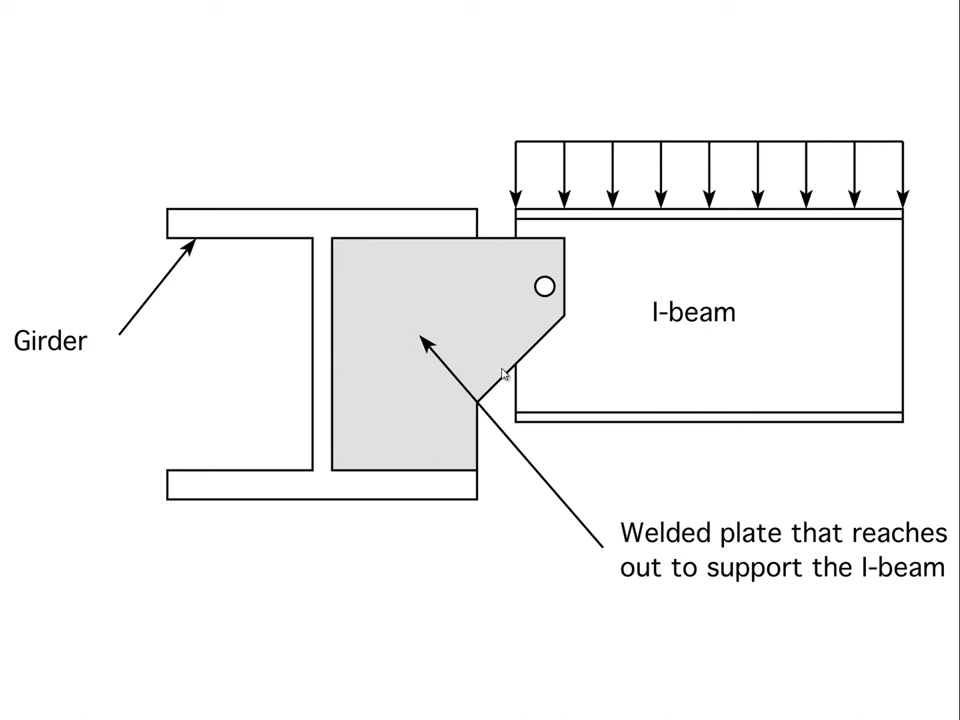 I-beam
Girder
Welded plate that reaches
out to support the I-beam